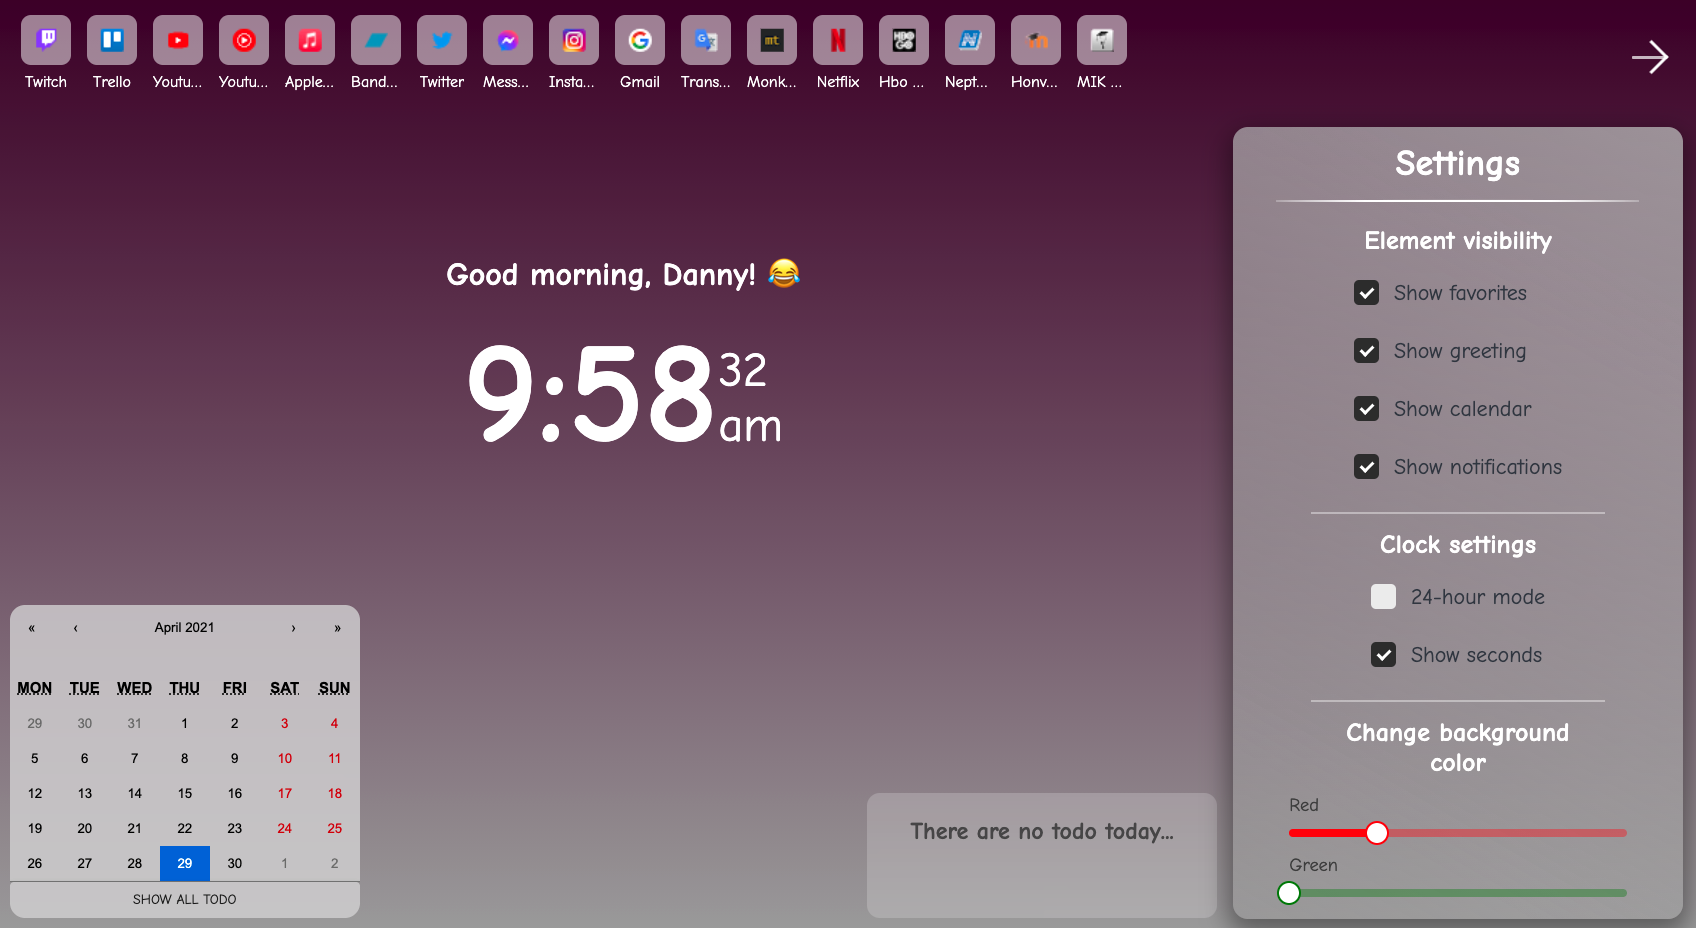 Twitch Trello Youtu... Youtu... Apple... Band... Twitter Mess... Insta... Gmail Trans... Monk... Netflix Hbo ... Nept... Honv... MIK ...
mt
HBO
GO
Good morning, Danny! 😂
9:58
32
am
« ‹ April 2021 › »
MON TUE WED THU FRI SAT SUN
29 30 31 1 2 3 4
5 6 7 8 9 10 11
12 13 14 15 16 17 18
19 20 21 22 23 24 25
26 27 28 29 30 1 2
SHOW ALL TODO
There are no todo today...
Settings
Element visibility
Show favorites
Show greeting
Show calendar
Show notifications
Clock settings
24-hour mode
Show seconds
Change background
color
Red
Green